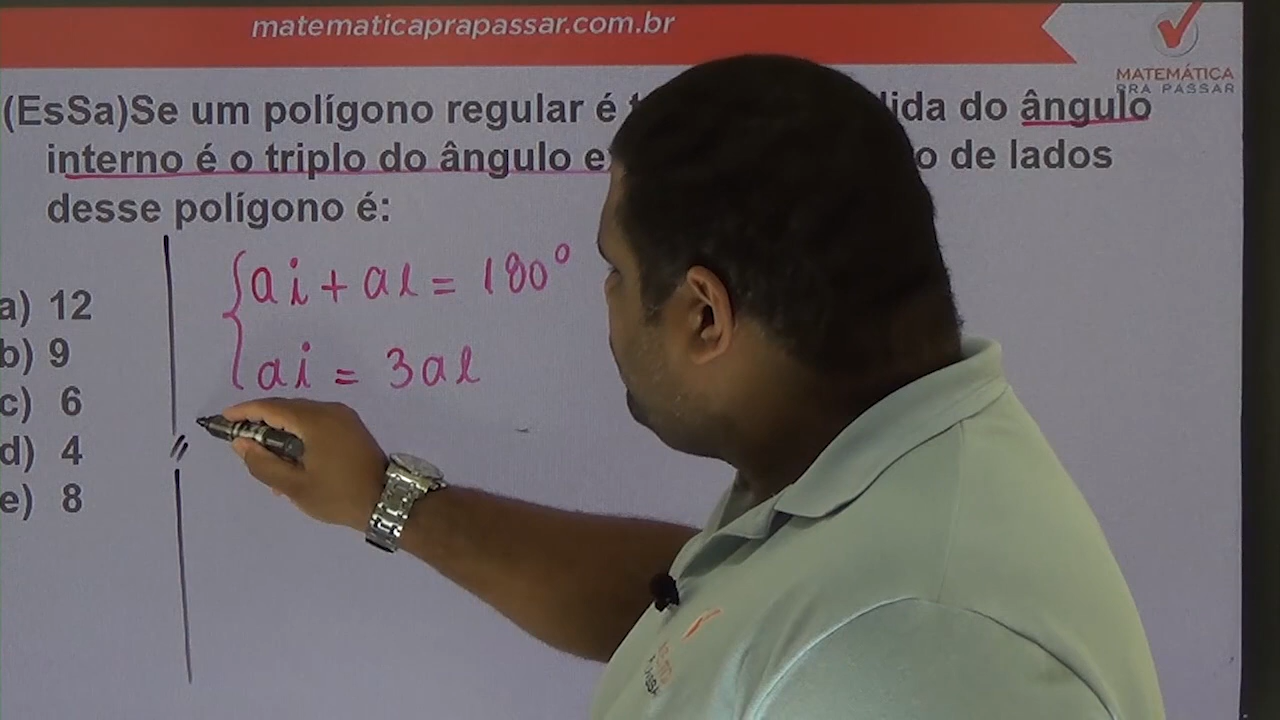 matematicaprapassar.com.br
MATEMÁTICA
PRA PASSAR
(EsSa)Se um polígono regular é do ângulo
interno é o triplo do ângulo de lados
desse polígono é:
ai + ae = 180°
ai = 3ae
a) 12
b) 9
c) 6
d) 4
e) 8